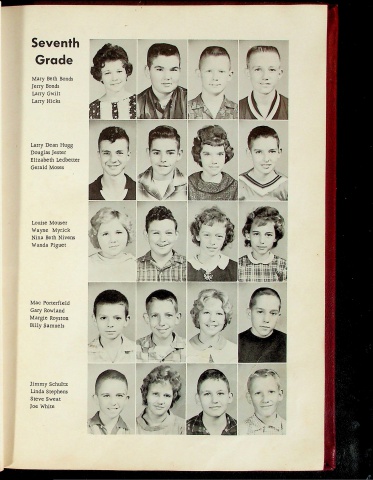 Seventh
Grade
Mary Beth Bonds
Jerry Bonds
Larry Gwilt
Larry Hicks
Larry Dean Hugg
Douglas Jester
Elizabeth Ledbetter
Gerald Moses
Louise Mouser
Wayne Myrick
Nina Beth Nivens
Wanda Piguet
Mac Porterfield
Gary Rowland
Margie Royston
Billy Samuels
Jimmy Schultz
Linda Stephens
Steve Sweat
Joe White